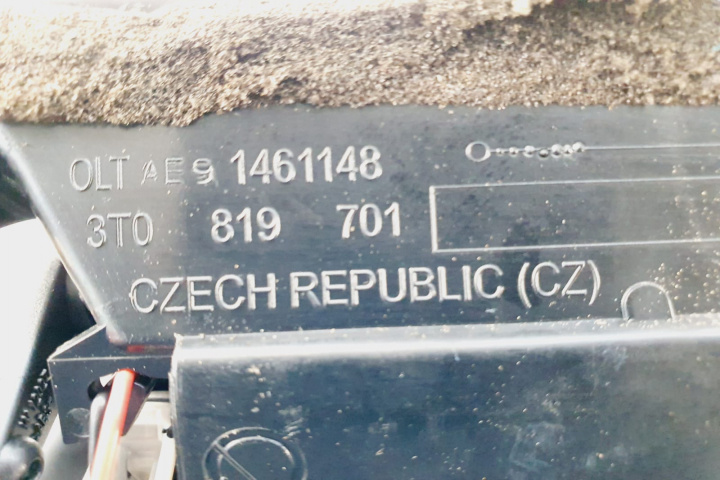 OLT AE9 1461148
3T0 819 701
CZECH REPUBLIC (CZ)